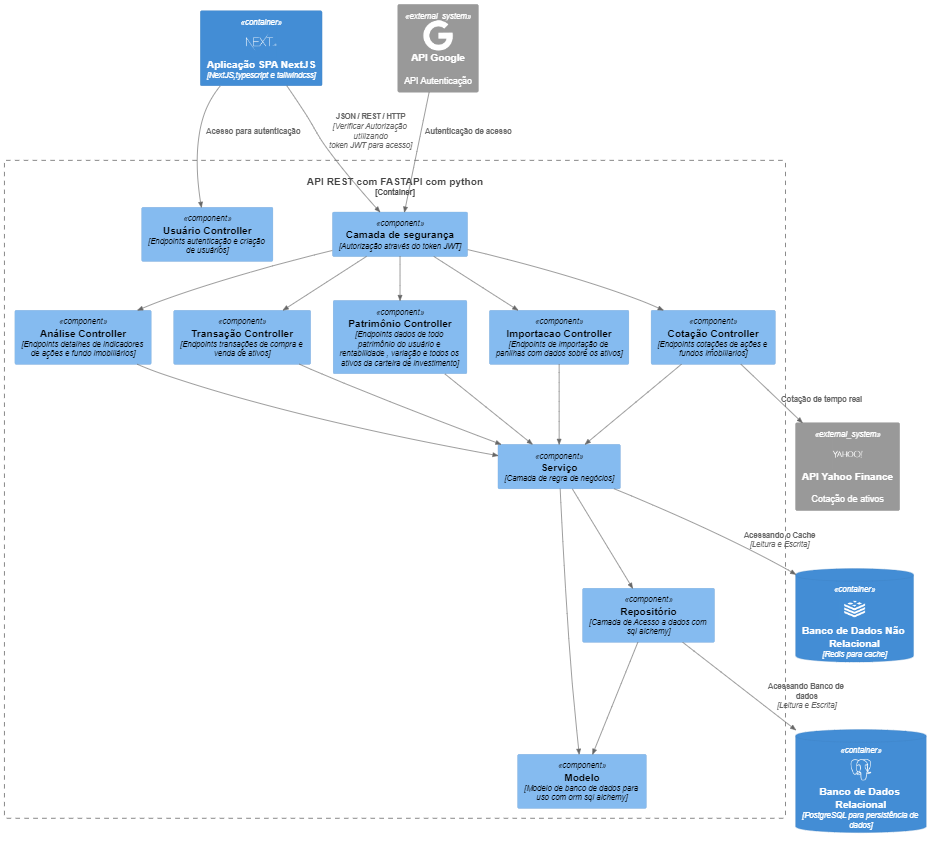 «container»
NEXT.
Aplicação SPA NextJS
[NextJS,typescript e tailwindcss]
«external_system»
API Google
API Autenticação
Acesso para autenticação
JSON / REST / HTTP
[Verificar Autorização
utilizando
token JWT para acesso]
Autenticação de acesso
API REST com FASTAPI com python
[Container]
«component»
Usuário Controller
[Endpoints autenticação e criação
de usuários]
«component»
Camada de segurança
[Autorização através do token JWT]
«component»
Análise Controller
[Endpoints detalhes de indicadores
de ações e fundo imobiliários]
«component»
Transação Controller
[Endpoints transações de compra e
venda de ativos]
«component»
Patrimônio Controller
[Endpoints dados de todo
patrimônio do usuário e
rentabilidade , variação e todos os
ativos da carteira de investimento]
«component»
Importacao Controller
[Endpoints de importação de
panilhas com dados sobre os ativos]
«component»
Cotação Controller
[Endpoints cotações de ações e
fundos imobiliarios]
Cotação de tempo real
«external_system»
YAHOO!
API Yahoo Finance
Cotação de ativos
«component»
Serviço
[Camada de regra de negócios]
Acessando o Cache
[Leitura e Escrita]
«container»
Banco de Dados Não
Relacional
[Redis para cache]
«component»
Repositório
[Camada de Acesso a dados com
sql alchemy]
Acessando Banco de
dados
[Leitura e Escrita]
«component»
Modelo
[Modelo de banco de dados para
uso com orm sql alchemy]
«container»
Banco de Dados
Relacional
[PostgreSQL para persistência de
dados]